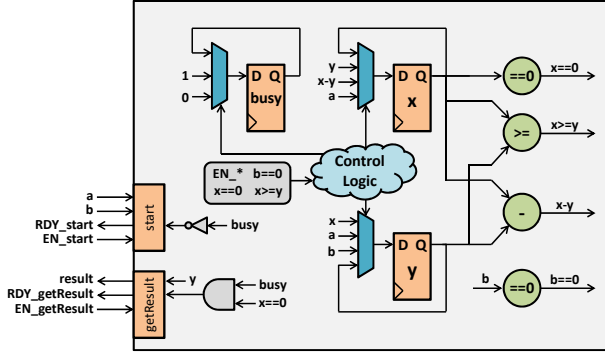 D Q
busy
1
0
y
x-y
a
D Q
x
==0
x==0
>=
x>=y
EN_* b==0
x==0 x>=y
Control
Logic
a
b
RDY_start
EN_start
start
busy
x
a
b
D Q
y
-
x-y
result
RDY_getResult
EN_getResult
getResult
y
busy
x==0
b
==0
b==0